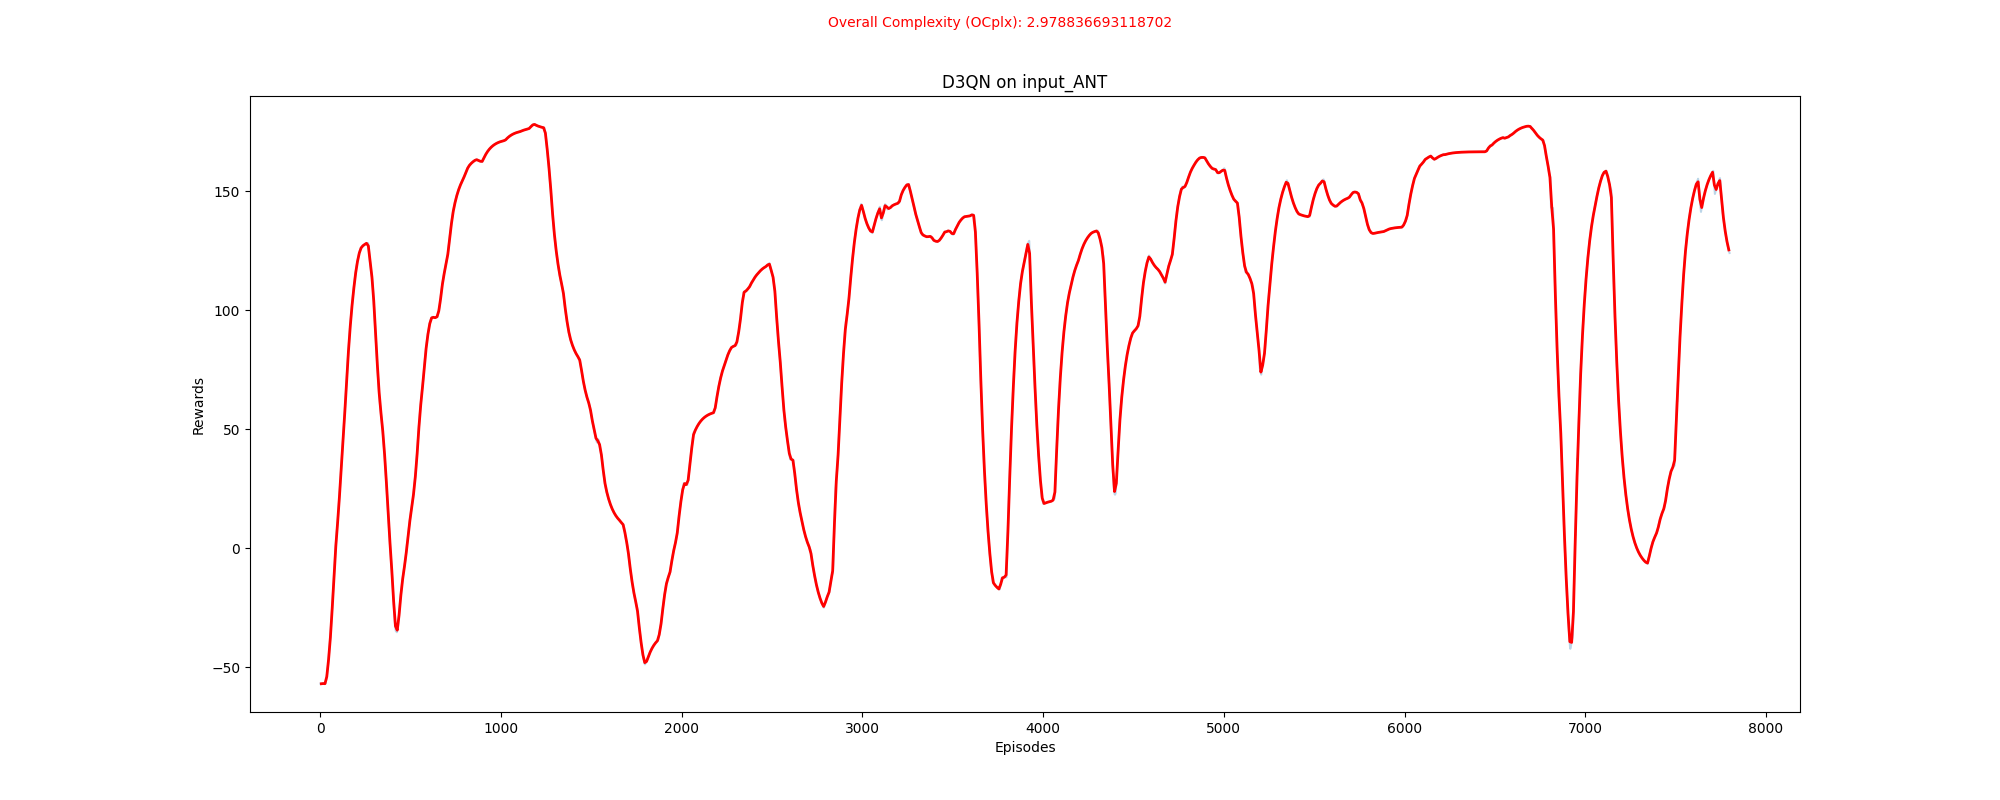 Overall Complexity (OCplx): 2.978836693118702
D3QN on input_ANT
Rewards
150
100
50
0
−50
0 1000 2000 3000 4000 5000 6000 7000 8000
Episodes